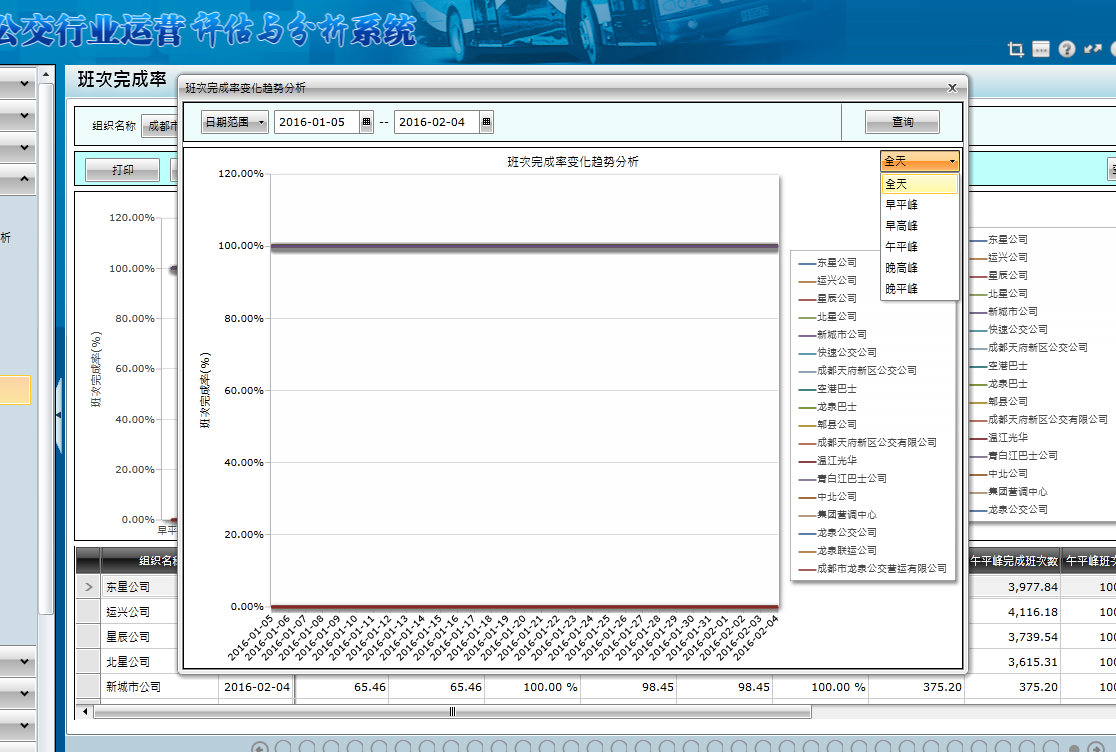 公交行业运营评估与分析系统
班次完成率
班次完成率变化趋势分析
组织名称
成都市
日期范围
2016-01-05
--
2016-02-04
查询
打印
析
班次完成率变化趋势分析
全天
全天
早平峰
早高峰
午平峰
晚高峰
晚平峰
120.00%
100.00%
80.00%
60.00%
40.00%
20.00%
0.00%
班次完成率(%)
早平
120.00%
100.00%
80.00%
60.00%
40.00%
20.00%
0.00%
班次完成率(%)
2016-01-05
2016-01-06
2016-01-07
2016-01-08
2016-01-09
2016-01-10
2016-01-11
2016-01-12
2016-01-13
2016-01-14
2016-01-15
2016-01-16
2016-01-17
2016-01-18
2016-01-19
2016-01-20
2016-01-21
2016-01-22
2016-01-23
2016-01-24
2016-01-25
2016-01-26
2016-01-27
2016-01-28
2016-01-29
2016-01-30
2016-01-31
2016-02-01
2016-02-02
2016-02-03
2016-02-04
东星公司
运兴公司
星辰公司
北星公司
新城市公司
快速公交公司
成都天府新区公交公司
空港巴士
龙泉巴士
郫县公司
成都天府新区公交有限公司
温江光华
青白江巴士公司
中北公司
集团营调中心
龙泉公交公司
龙泉联运公司
成都市龙泉公交营运有限公司
东星公司
运兴公司
星辰公司
北星公司
新城市公司
快速公交公司
成都天府新区公交公司
空港巴士
龙泉巴士
郫县公司
成都天府新区公交有限公司
温江光华
青白江巴士公司
中北公司
集团营调中心
龙泉公交公司
组织名称 午平峰完成班次数 午平峰班次
东星公司 3,977.84 100
运兴公司 4,116.18 100
星辰公司 3,739.54 100
北星公司 3,615.31 100
新城市公司 2016-02-04 65.46 65.46 100.00 % 98.45 98.45 100.00 % 375.20 375.20 100